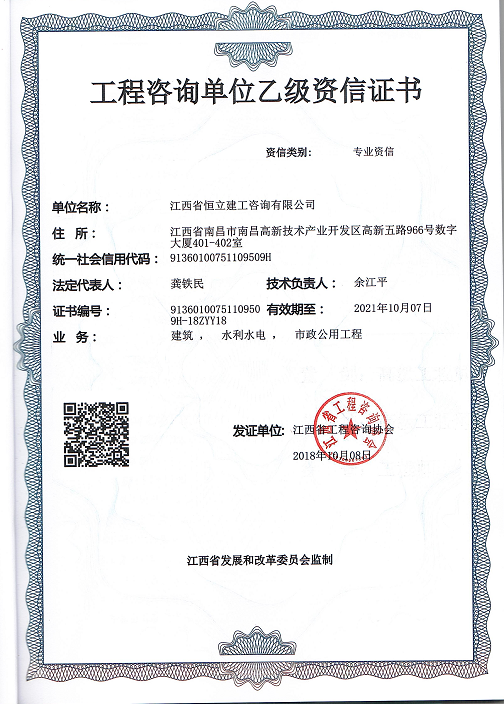 工程咨询单位乙级资信证书
资信类别： 专业资信
单位名称： 江西省恒立建工咨询有限公司
住 所： 江西省南昌市南昌高新技术产业开发区高新五路966号数字
大厦401-402室
统一社会信用代码： 91360100751109509H
法定代表人： 龚铁民 技术负责人： 余江平
证书编号： 9136010075110950 有效期至： 2021年10月07日
9H-18ZYY18
业 务： 建筑 ， 水利水电 ， 市政公用工程
发证单位: 江西省工程咨询协会
江西省工程咨询协会
2018年10月08日
江西省发展和改革委员会监制